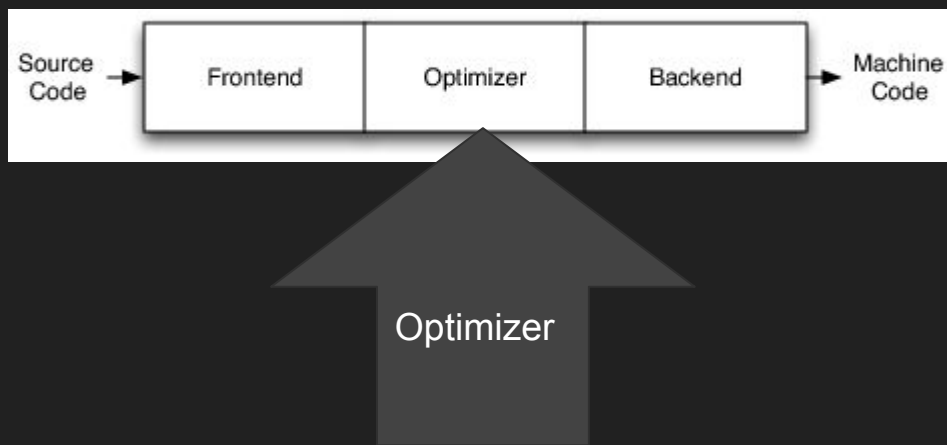 Source
Code
Frontend
Optimizer
Backend
Machine
Code
Optimizer